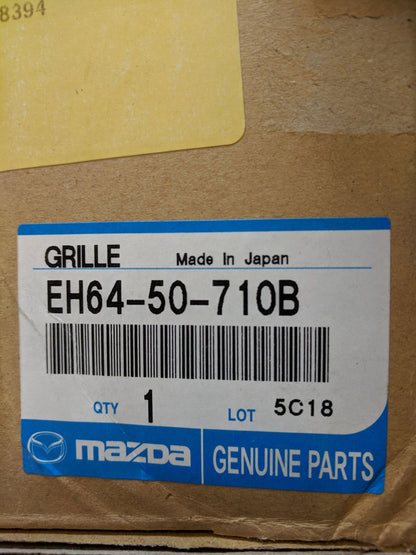 8394
GRILLE Made In Japan
EH64-50-710B
QTY 1 LOT 5C18
mazda GENUINE PARTS